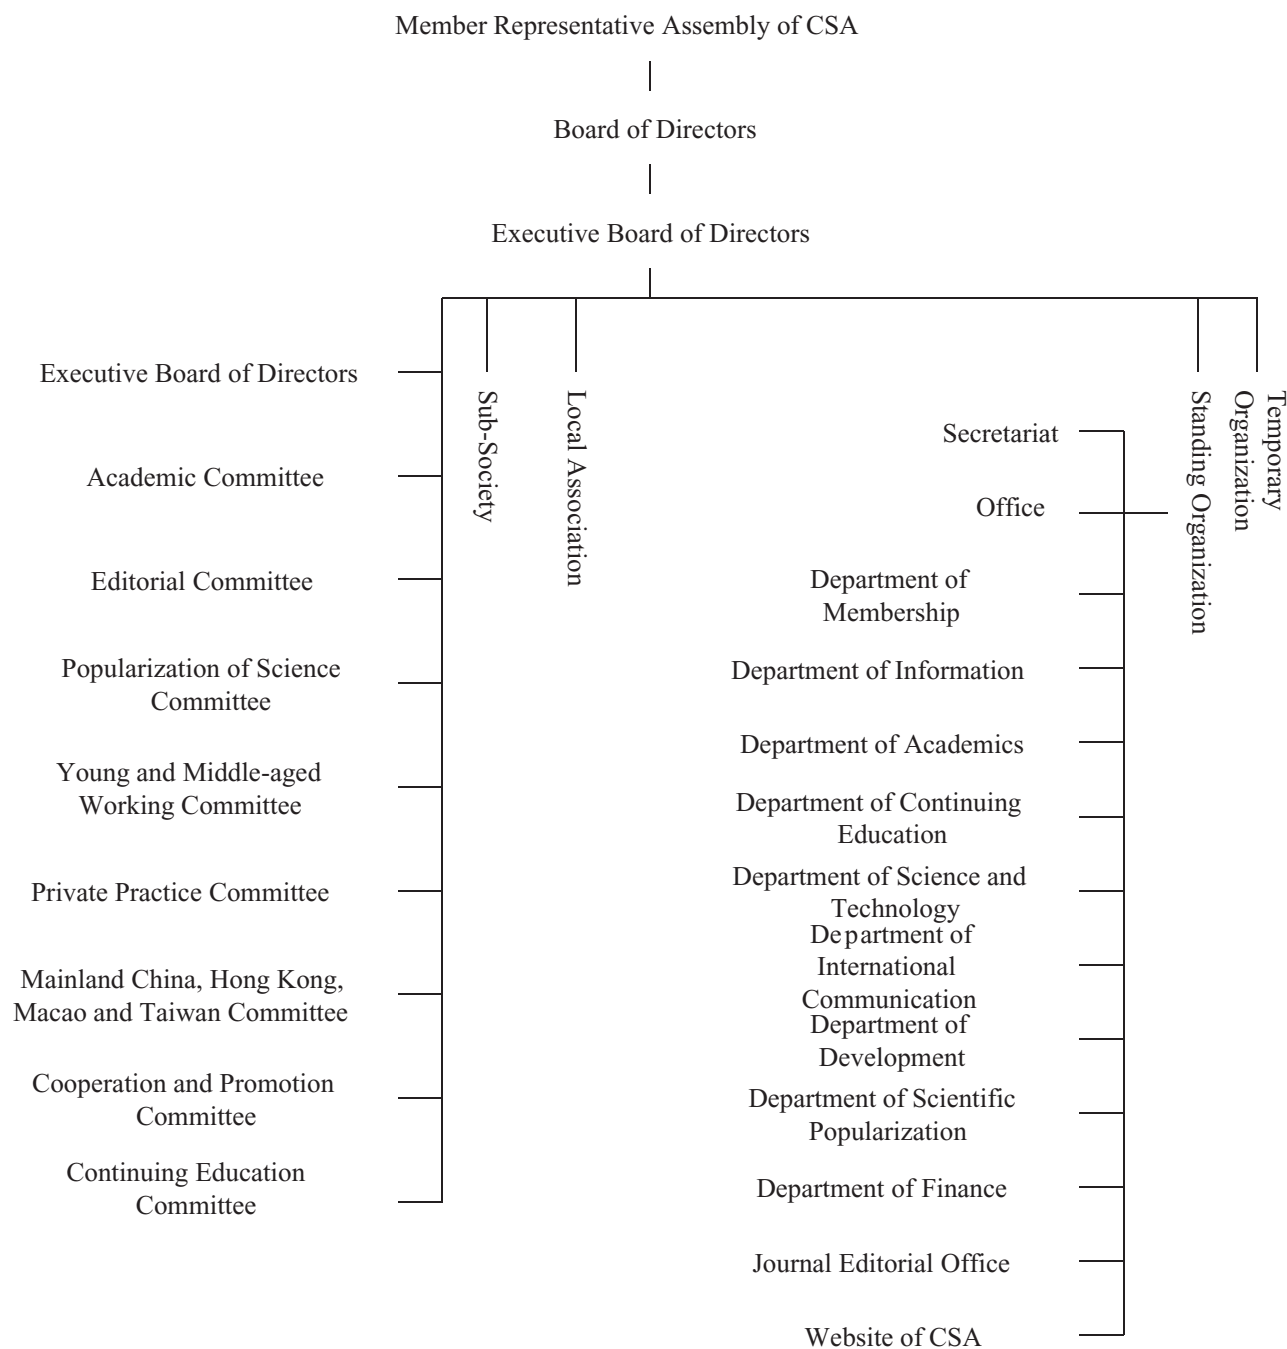 Member Representative Assembly of CSA
Board of Directors
Executive Board of Directors
Executive Board of Directors
Academic Committee
Editorial Committee
Popularization of Science
Committee
Young and Middle-aged
Working Committee
Private Practice Committee
Mainland China, Hong Kong,
Macao and Taiwan Committee
Cooperation and Promotion
Committee
Continuing Education
Committee
Sub-Society
Local Association
Secretariat
Office
Department of
Membership
Department of Information
Department of Academics
Department of Continuing
Education
Department of Science and
Technology
Department of
International
Communication
Department of
Development
Department of Scientific
Popularization
Department of Finance
Journal Editorial Office
Website of CSA
Standing Organization
Temporary
Organization